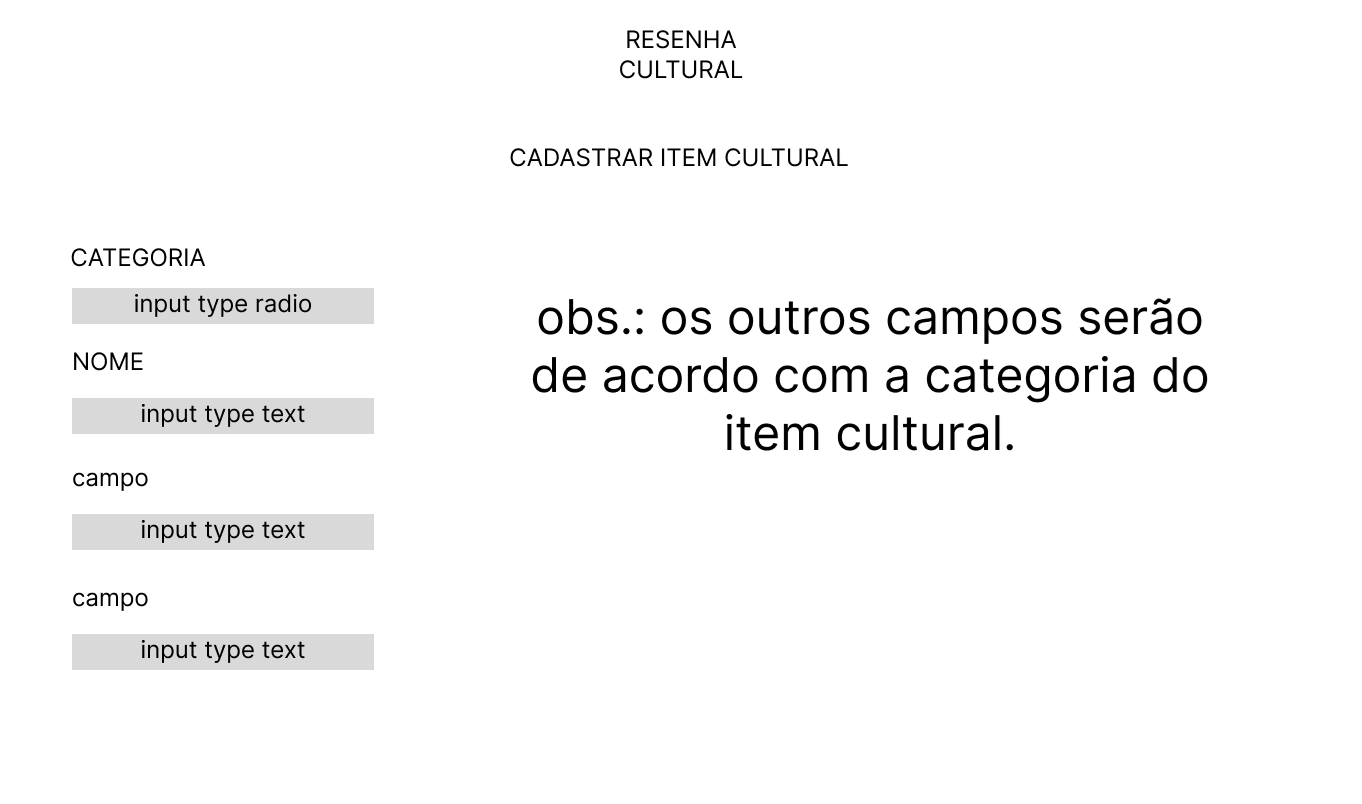 RESENHA
CULTURAL
CADASTRAR ITEM CULTURAL
CATEGORIA
input type radio
NOME
input type text
campo
input type text
campo
input type text
obs.: os outros campos serão
de acordo com a categoria do
item cultural.